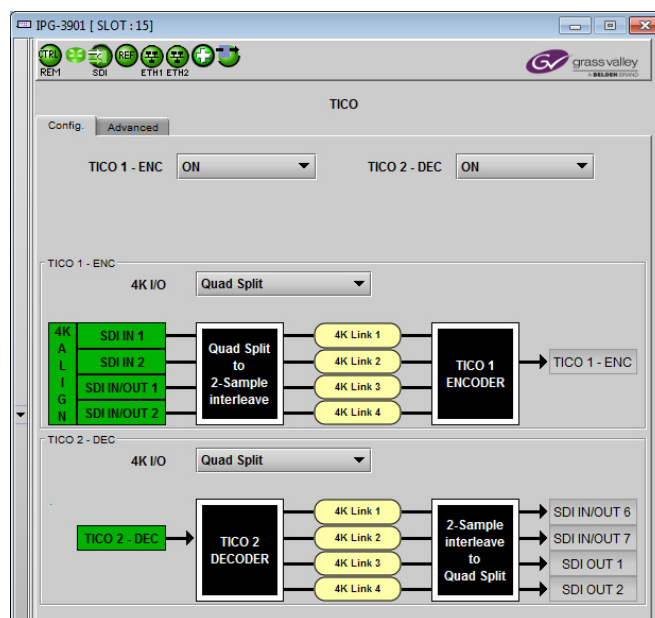 IPG-3901 [ SLOT : 15]
CTRL REF
REM SDI ETH1 ETH2
GV grass valley
A BELDEN BRAND
TICO
Config. Advanced
TICO 1 - ENC ON TICO 2 - DEC ON
TICO 1 - ENC
4K I/O Quad Split
4K
A
L
I
G
N
SDI IN 1
SDI IN 2
SDI IN/OUT 1
SDI IN/OUT 2
Quad Split
to
2-Sample
interleave
4K Link 1
4K Link 2
4K Link 3
4K Link 4
TICO 1
ENCODER
TICO 1 - ENC
TICO 2 - DEC
4K I/O Quad Split
TICO 2 - DEC
TICO 2
DECODER
4K Link 1
4K Link 2
4K Link 3
4K Link 4
2-Sample
interleave
to
Quad Split
SDI IN/OUT 6
SDI IN/OUT 7
SDI OUT 1
SDI OUT 2